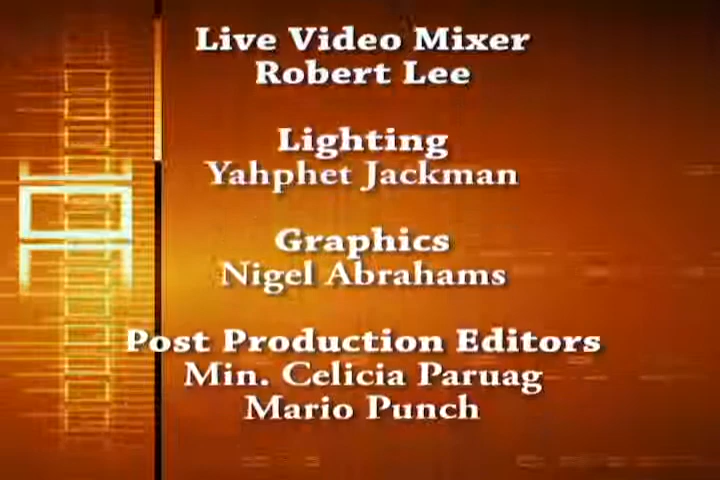 Live Video Mixer
Robert Lee
Lighting
Yahphet Jackman
Graphics
Nigel Abrahams
Post Production Editors
Min. Celicia Paruag
Mario Punch